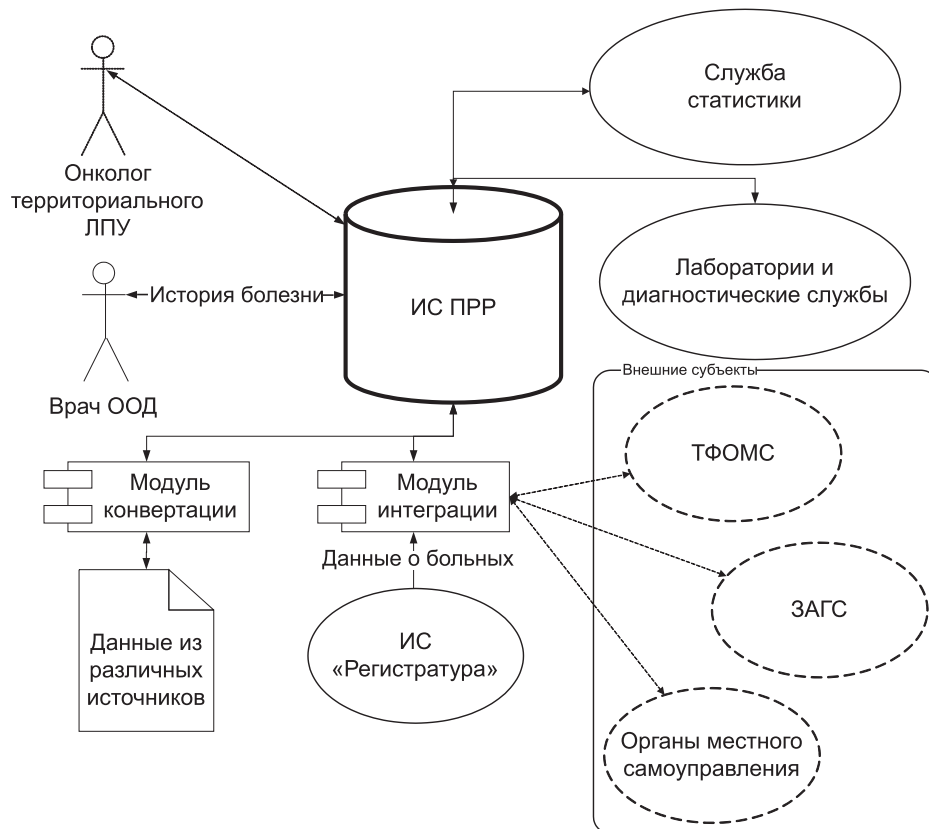 Служба
статистики
Онколог
территориального
ЛПУ
Лаборатории и
диагностические службы
История болезни
ИС ПРР
Врач ООД
Внешние субъекты
ТФОМС
Модуль
конвертации
Модуль
интеграции
Данные о больных
ЗАГС
Данные из
различных
источников
ИС
«Регистратура»
Органы местного
самоуправления